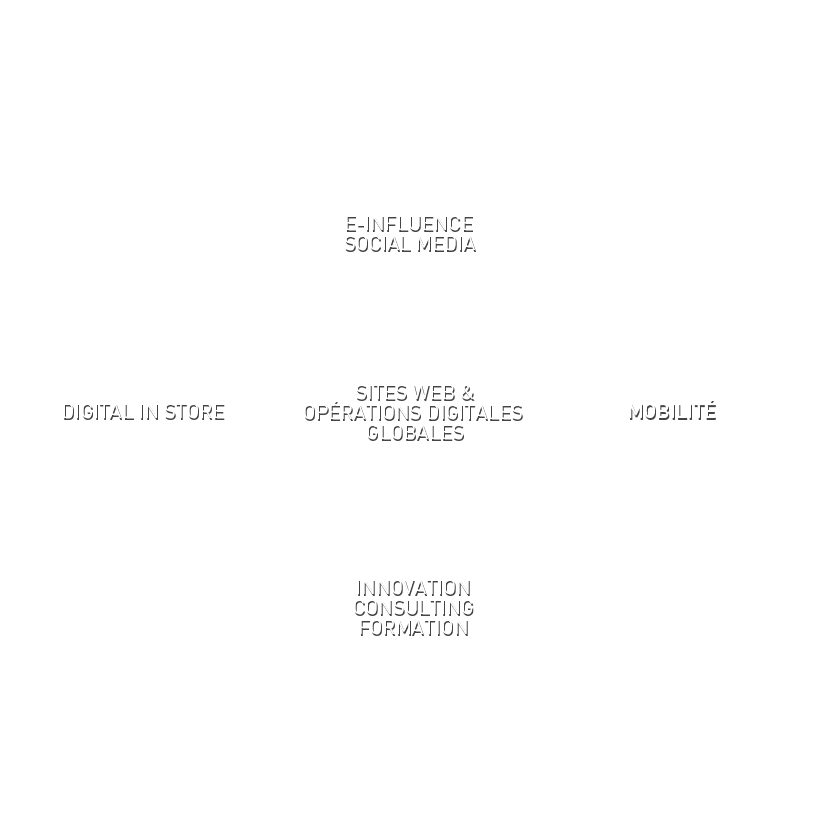 E-INFLUENCE
SOCIAL MEDIA
DIGITAL IN STORE
SITES WEB &
OPÉRATIONS DIGITALES
GLOBALES
MOBILITÉ
INNOVATION
CONSULTING
FORMATION